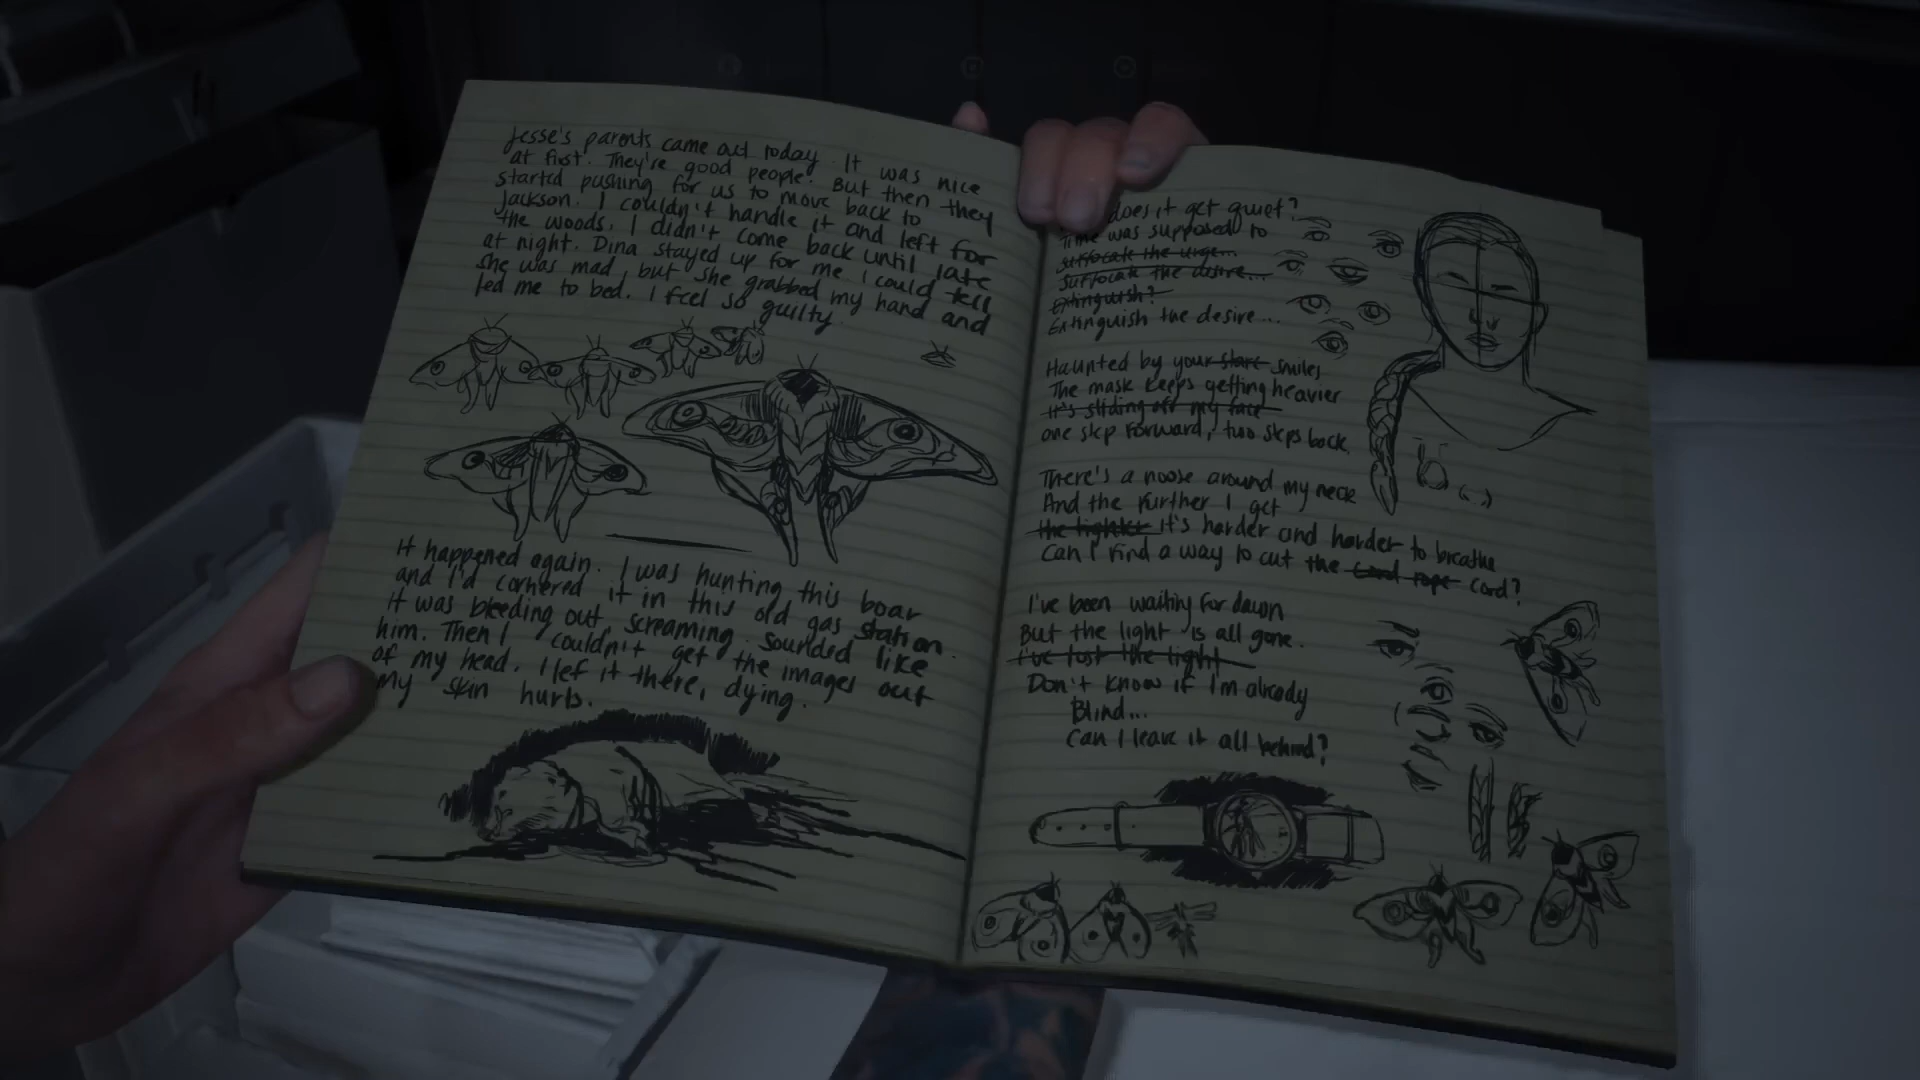 Jesse's parents came out today. It was nice
at first. They're good people. But then they
started pushing for us to move back to
Jackson. I couldn't handle it and left for
the woods. I didn't come back until late
at night. Dina stayed up for me. I could tell
she was mad, but she grabbed my hand and
led me to bed. I feel so guilty.
It happened again. I was hunting this boar
and I'd cornered it in this old gas station.
It was bleeding out, screaming. Sounded like
him. Then I couldn't get the images out
of my head. I left it there, dying.
My skin hurts.
does it get quiet?
Time was supposed to
suffocate the urge...
suffocate the desire...
Extinguish?
Extinguish the desire...
Haunted by your stare smiles
The mask keeps getting heavier
It's sliding off my face
one step forward, two steps back
There's a noose around my neck
And the further I get
the tighter it's harder and harder to breathe
Can I find a way to cut the cord rope cord?
I've been waiting for dawn
But the light is all gone.
I've lost the light
Don't know if I'm already
Blind...
Can I leave it all behind?